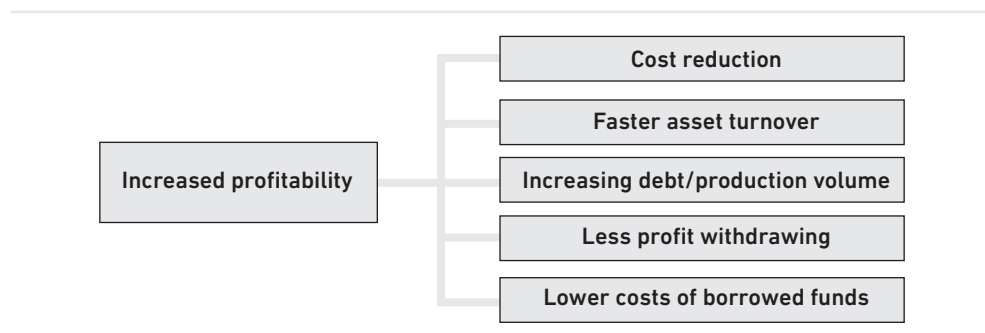 Cost reduction
Faster asset turnover
Increased profitability
Increasing debt/production volume
Less profit withdrawing
Lower costs of borrowed funds